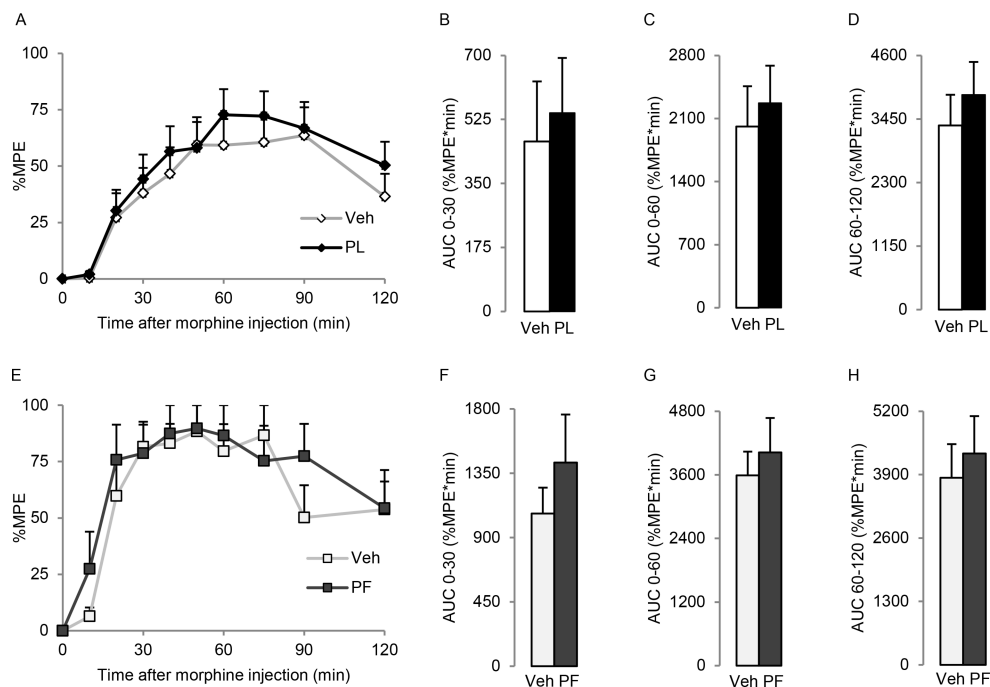 A
%MPE
100
75
50
25
0
0 30 60 90 120
Time after morphine injection (min)
Veh
PL
B
AUC 0-30 (%MPE*min)
700
525
350
175
0
Veh PL
C
AUC 0-60 (%MPE*min)
2800
2100
1400
700
0
Veh PL
D
AUC 60-120 (%MPE*min)
4600
3450
2300
1150
0
Veh PL
E
%MPE
100
75
50
25
0
0 30 60 90 120
Time after morphine injection (min)
Veh
PF
F
AUC 0-30 (%MPE*min)
1800
1350
900
450
0
Veh PF
G
AUC 0-60 (%MPE*min)
4800
3600
2400
1200
0
Veh PF
H
AUC 60-120 (%MPE*min)
5200
3900
2600
1300
0
Veh PF